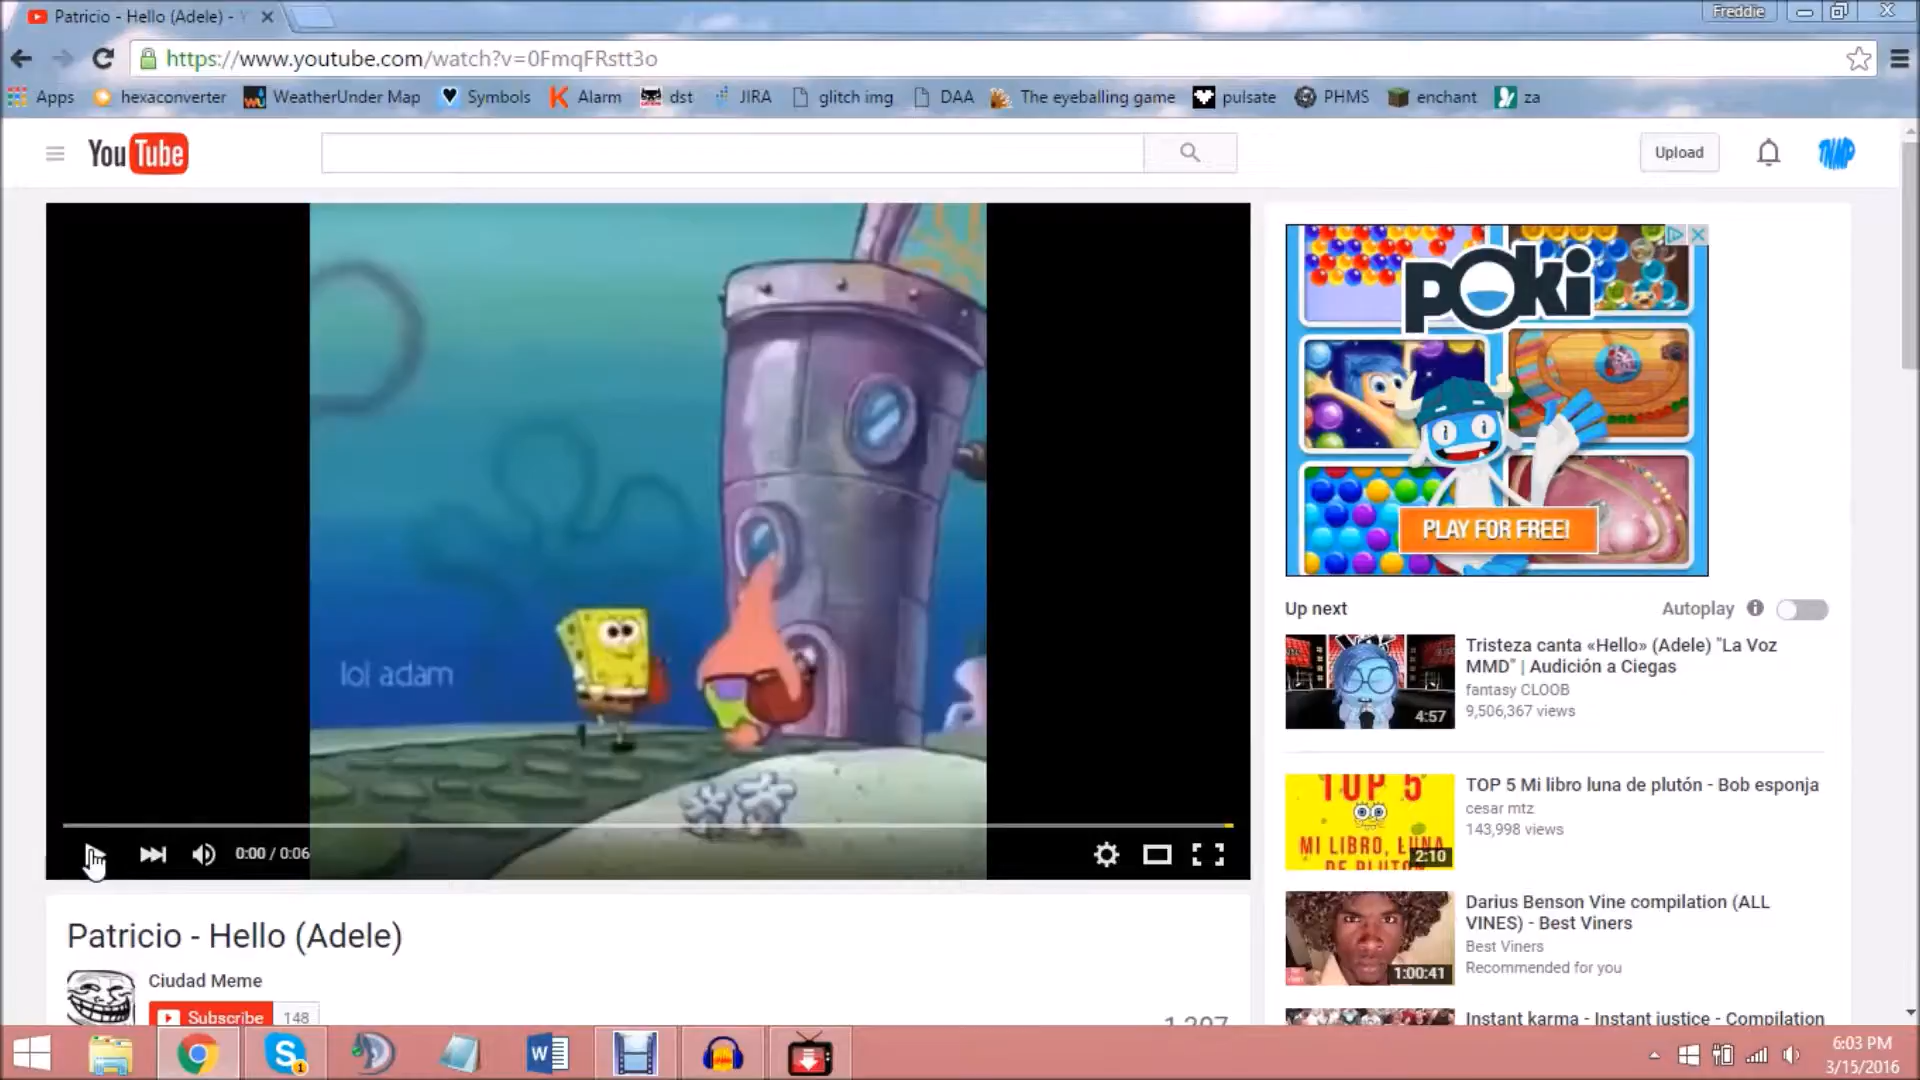 Patricio - Hello (Adele) - Y
Freddie
https://www.youtube.com/watch?v=0FmqFRstt3o
Apps hexaconverter WeatherUnder Map Symbols Alarm dst JIRA glitch img DAA The eyeballing game pulsate PHMS enchant za
YouTube
Upload
TNMP
lol adam
0:00 / 0:06
POKi
PLAY FOR FREE!
Up next Autoplay
Tristeza canta «Hello» (Adele) "La Voz
MMD" | Audición a Ciegas
fantasy CLOOB
9,506,367 views
4:57
TOP 5 Mi libro luna de plutón - Bob esponja
cesar mtz
143,998 views
TOP 5
MI LIBRO, LUNA
DE PLUTON
2:10
Darius Benson Vine compilation (ALL
VINES) - Best Viners
Best Viners
Recommended for you
1:00:41
Instant karma - Instant justice - Compilation
Patricio - Hello (Adele)
Ciudad Meme
Subscribe 148
6:03 PM
3/15/2016